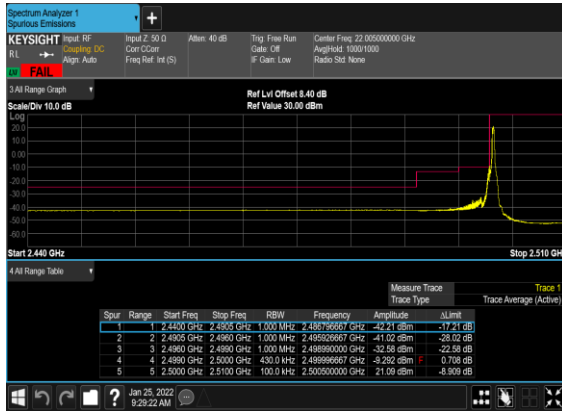 Spectrum Analyzer 1
Spurious Emissions
KEYSIGHT Input: RF Input Z: 50 Ω Atten: 40 dB Trig: Free Run Center Freq: 22.005000000 GHz
RL Coupling: DC Corr CCorr Gate: Off Avg|Hold: 1000/1000
Align: Auto Freq Ref: Int (S) IF Gain: Low Radio Std: None
FAIL
3 All Range Graph
Scale/Div 10.0 dB Ref Lvl Offset 8.40 dB
Ref Value 30.00 dBm
Log
20.0
10.0
0.00
-10.0
-20.0
-30.0
-40.0
-50.0
-60.0
Start 2.440 GHz Stop 2.510 GH
4 All Range Table
Measure Trace Trace 1
Trace Type Trace Average (Active)
Spur Range Start Freq Stop Freq RBW Frequency Amplitude ΔLimit
1 1 2.4400 GHz 2.4905 GHz 1.000 MHz 2.486796667 GHz -42.21 dBm -17.21 dB
2 2 2.4905 GHz 2.4960 GHz 1.000 MHz 2.495926667 GHz -41.02 dBm -28.02 dB
3 3 2.4960 GHz 2.4990 GHz 1.000 MHz 2.498990000 GHz -32.58 dBm -22.58 dB
4 4 2.4990 GHz 2.5000 GHz 430.0 kHz 2.499996667 GHz -9.292 dBm F 0.708 dB
5 5 2.5000 GHz 2.5100 GHz 100.0 kHz 2.500500000 GHz 21.09 dBm -8.909 dB
Jan 25, 2022
9:29:22 AM